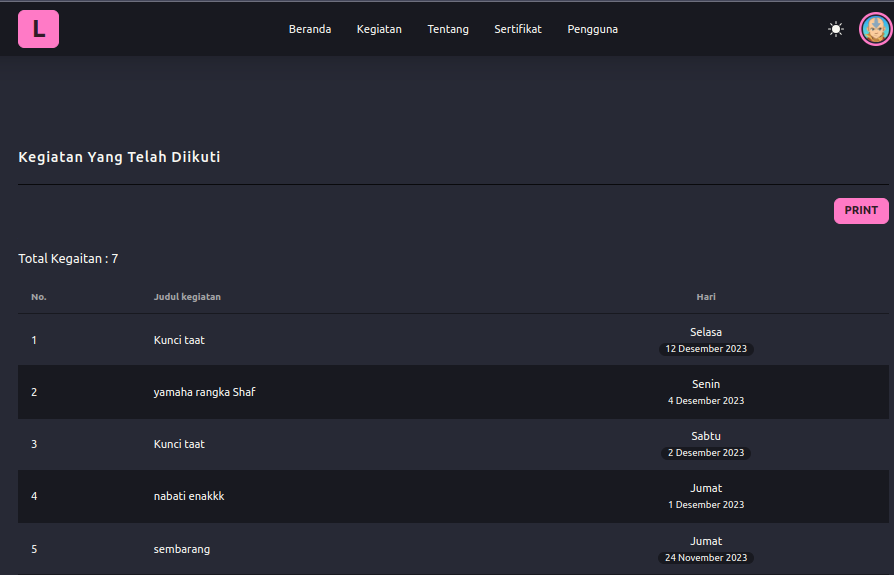 L
Beranda Kegiatan Tentang Sertifikat Pengguna
Kegiatan Yang Telah Diikuti
PRINT
Total Kegaitan : 7
No. Judul kegiatan Hari
1 Kunci taat Selasa
12 Desember 2023
2 yamaha rangka Shaf Senin
4 Desember 2023
3 Kunci taat Sabtu
2 Desember 2023
4 nabati enakkk Jumat
1 Desember 2023
5 sembarang Jumat
24 November 2023